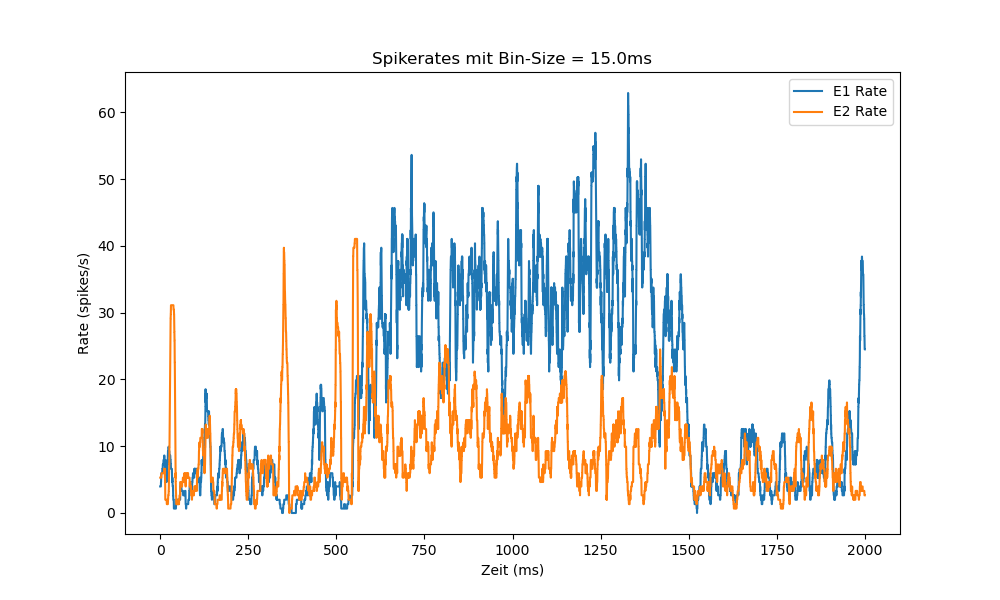 Spikerates mit Bin-Size = 15.0ms
E1 Rate
E2 Rate
Rate (spikes/s)
60
50
40
30
20
10
0
0 250 500 750 1000 1250 1500 1750 2000
Zeit (ms)